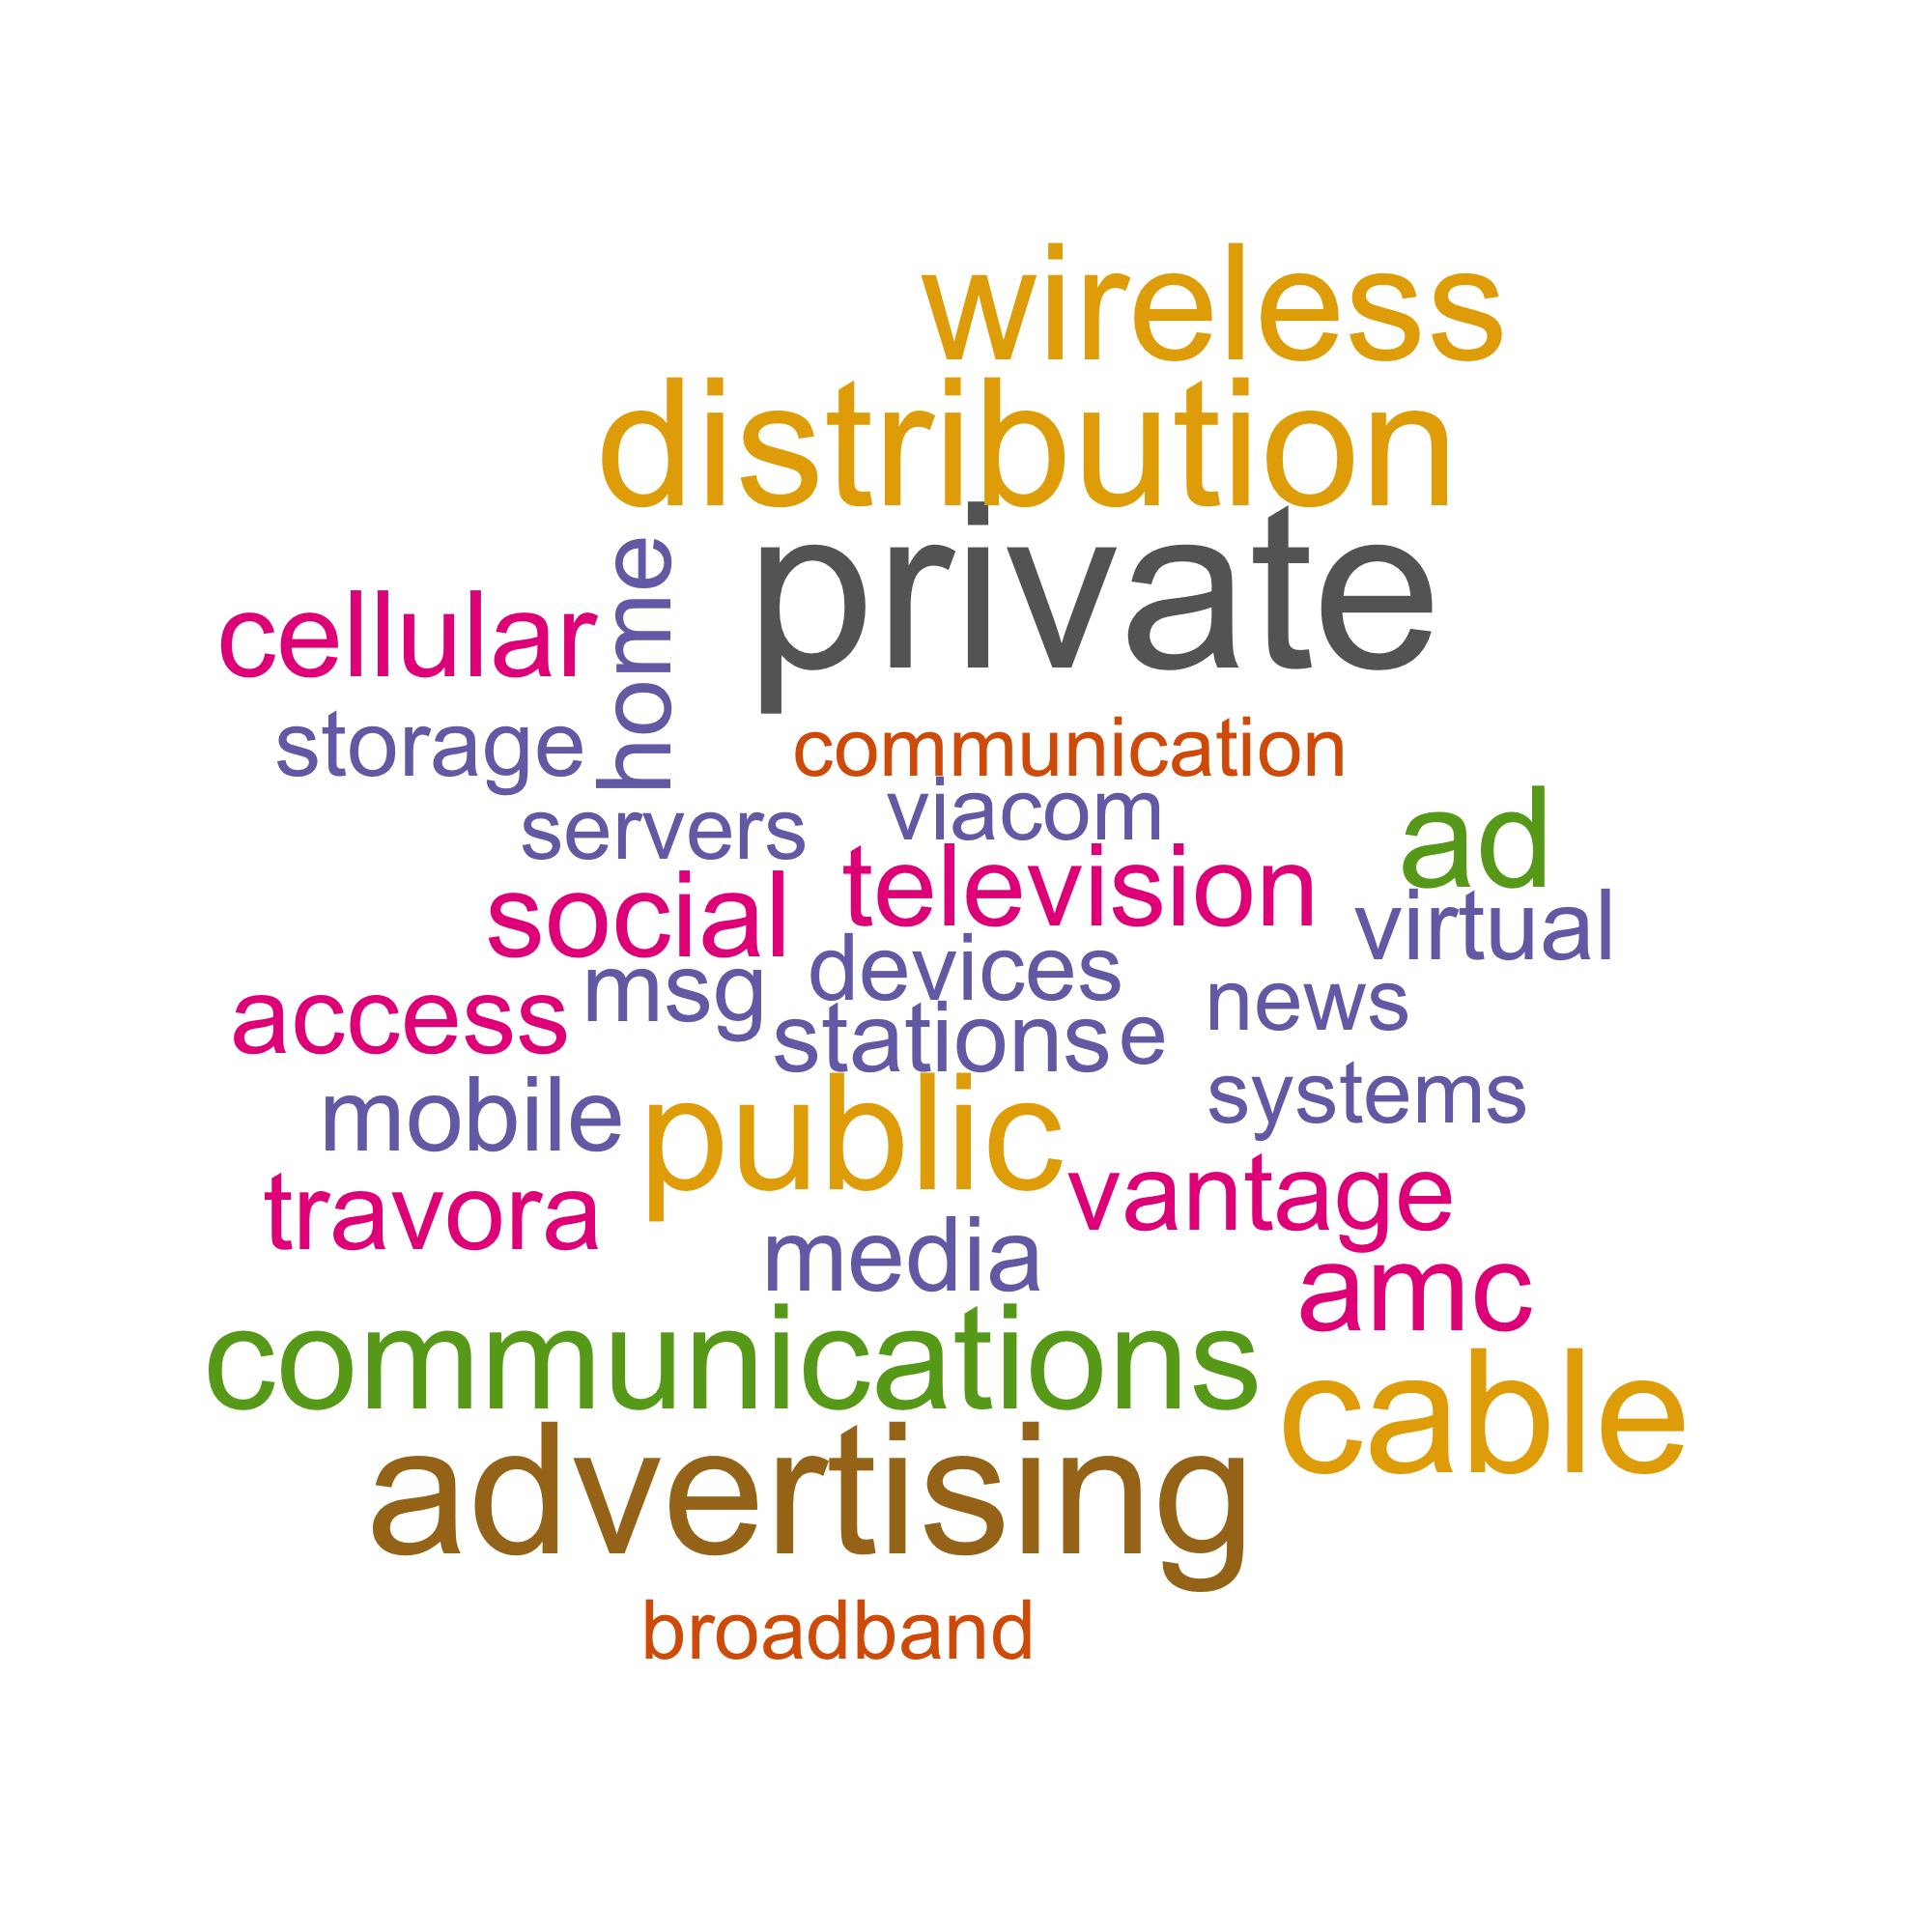 wireless
distribution
private
home
cellular
storage
communication
viacom
servers
ad
television
social
virtual
devices
msg
news
access
stations
e
systems
mobile
public
vantage
travora
media
amc
communications
cable
advertising
broadband